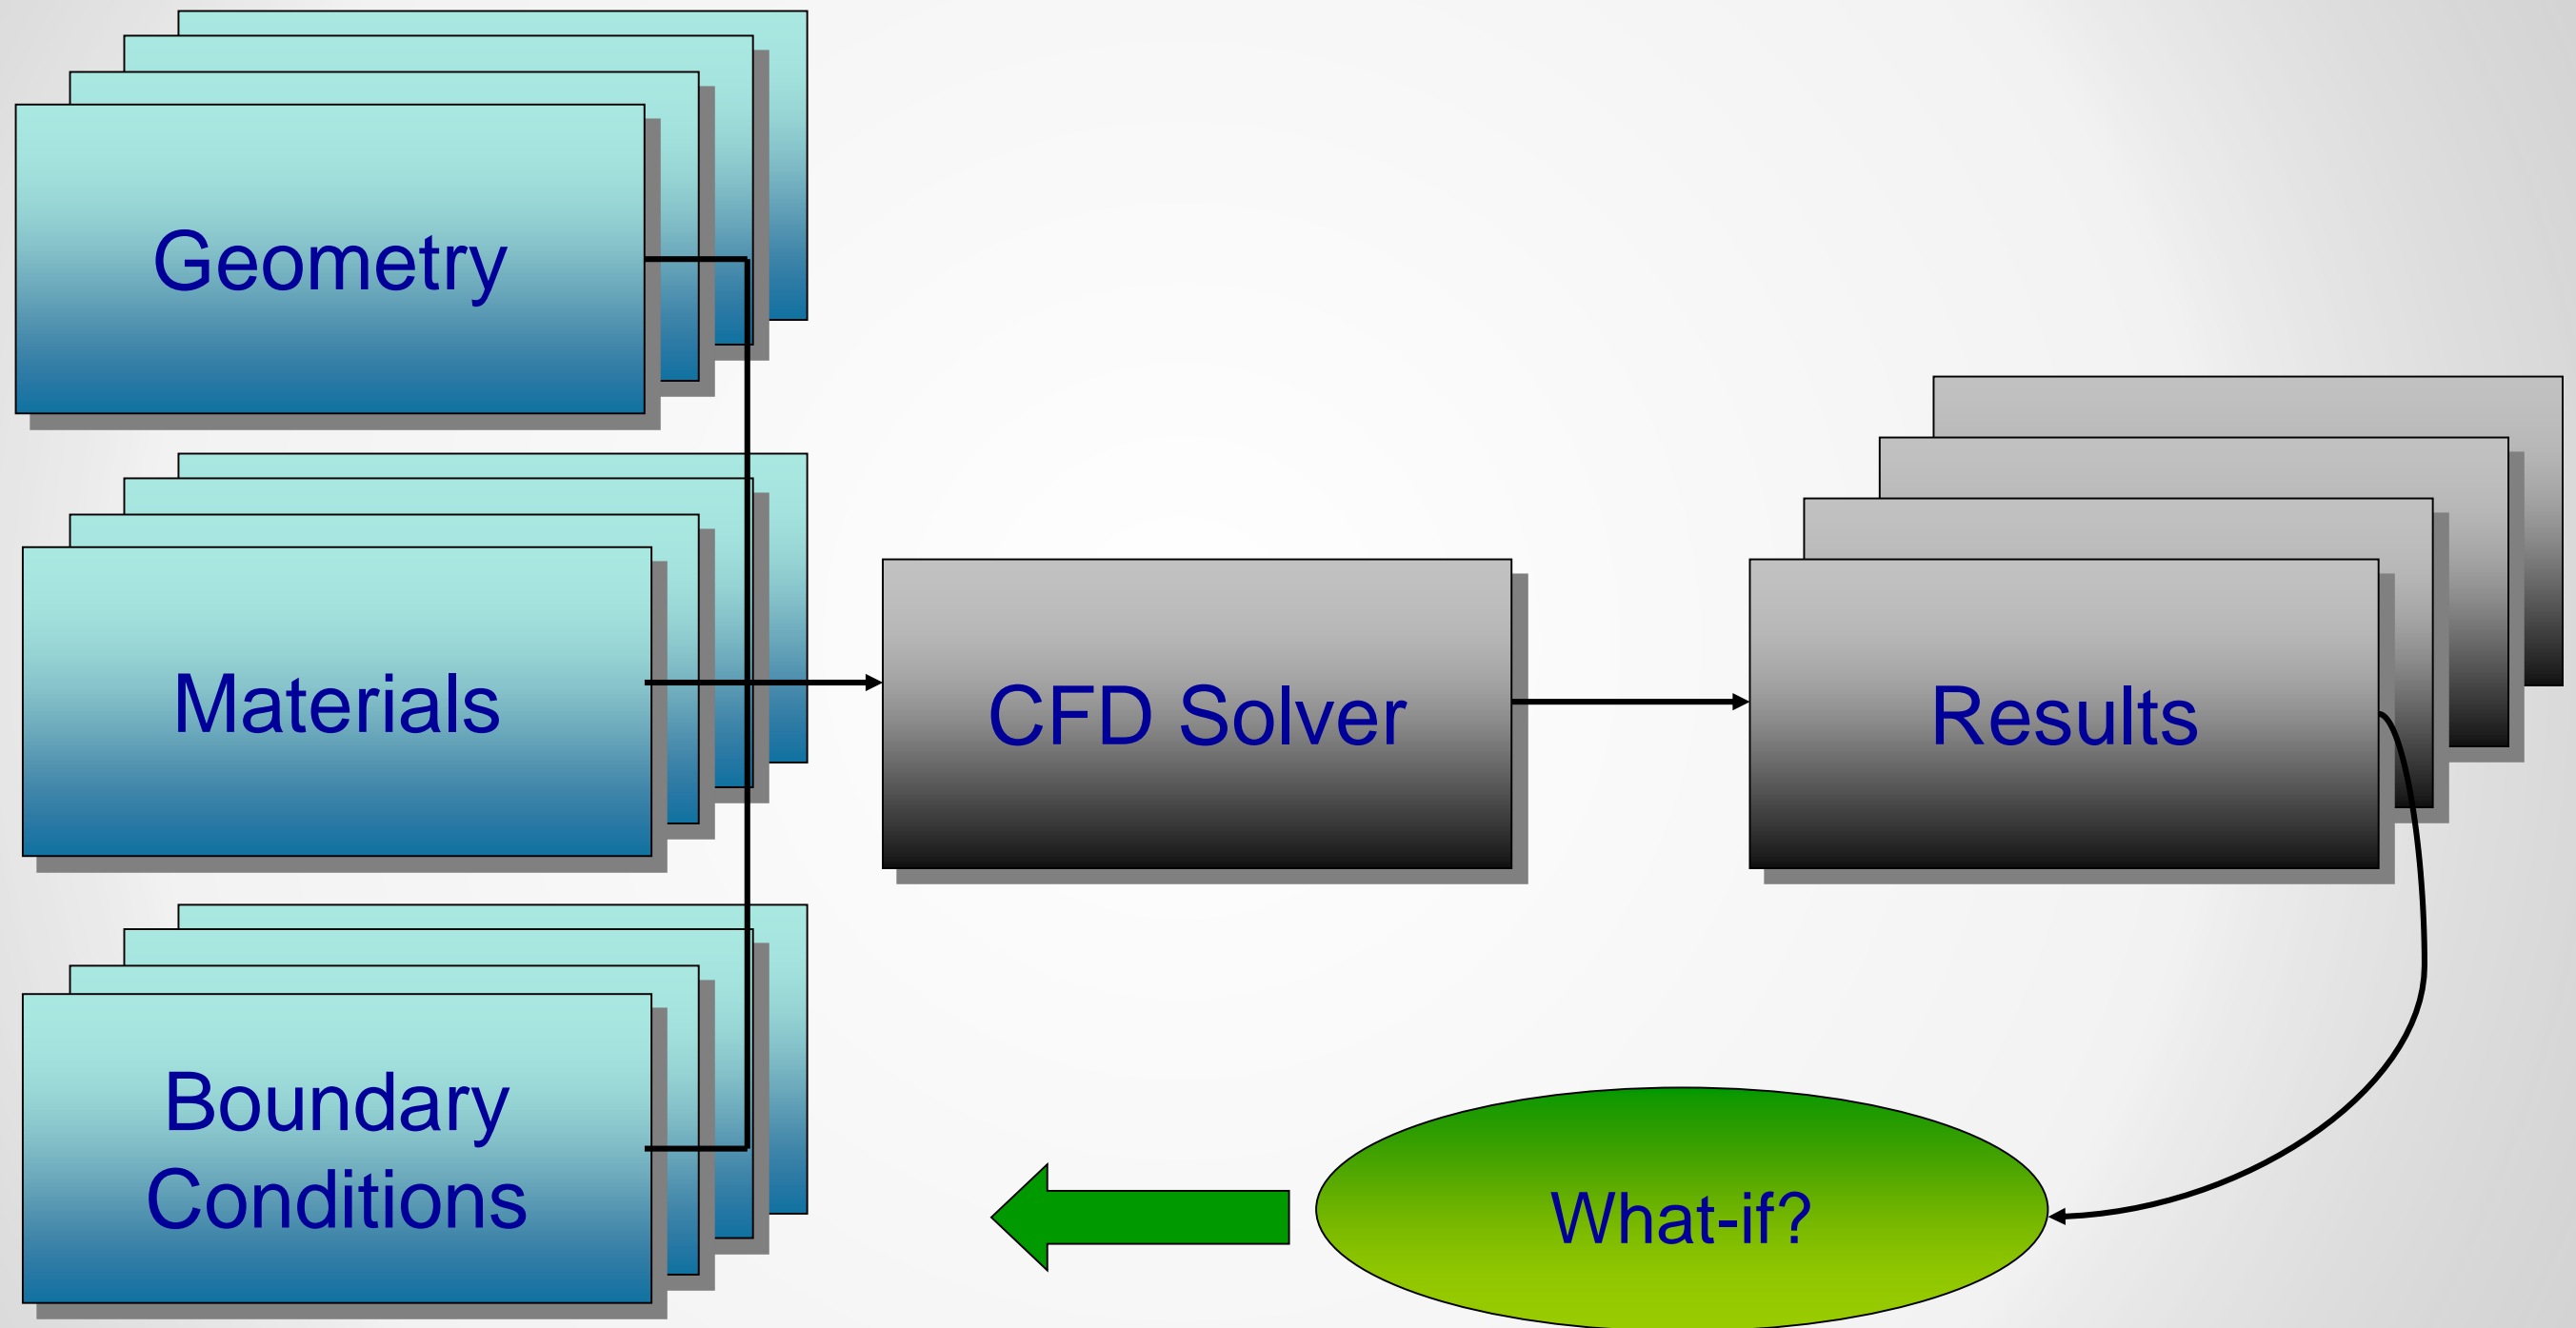 Geometry
Materials
CFD Solver
Results
Boundary
Conditions
What-if?